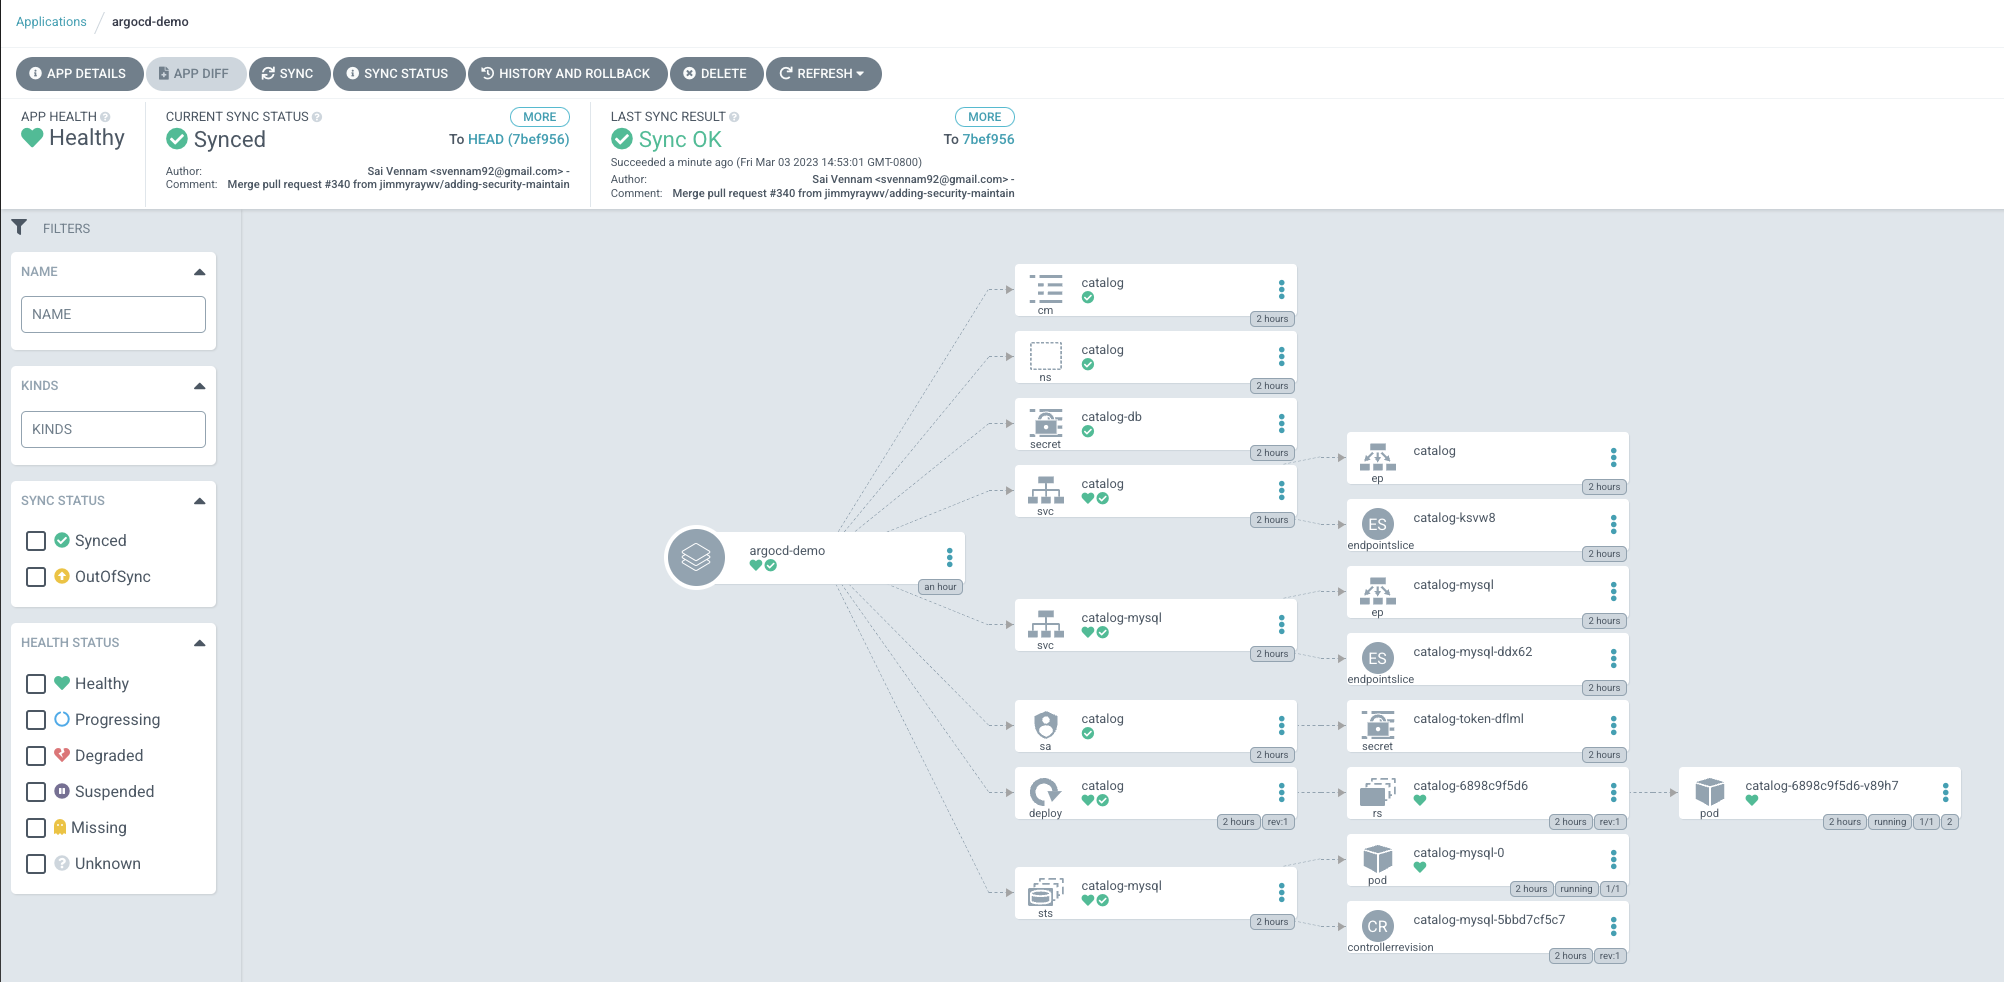 Applications / argocd-demo
APP DETAILS APP DIFF SYNC SYNC STATUS HISTORY AND ROLLBACK DELETE REFRESH
APP HEALTH
Healthy
CURRENT SYNC STATUS MORE
Synced To HEAD (7bef956)
Author: Sai Vennam <svennam92@gmail.com> -
Comment: Merge pull request #340 from jimmyraywv/adding-security-maintain
LAST SYNC RESULT MORE
Sync OK To 7bef956
Succeeded a minute ago (Fri Mar 03 2023 14:53:01 GMT-0800)
Author: Sai Vennam <svennam92@gmail.com> -
Comment: Merge pull request #340 from jimmyraywv/adding-security-maintain
FILTERS
NAME
NAME
KINDS
KINDS
SYNC STATUS
Synced
OutOfSync
HEALTH STATUS
Healthy
Progressing
Degraded
Suspended
Missing
Unknown
argocd-demo
an hour
catalog
cm
2 hours
catalog
ns
2 hours
catalog-db
secret
2 hours
catalog
svc
2 hours
catalog-mysql
svc
2 hours
catalog
sa
2 hours
catalog
deploy
2 hours rev:1
catalog-mysql
sts
2 hours
catalog
ep
2 hours
ES catalog-ksvw8
endpointslice
2 hours
catalog-mysql
ep
2 hours
ES catalog-mysql-ddx62
endpointslice
2 hours
catalog-token-dflml
secret
2 hours
catalog-6898c9f5d6
rs
2 hours rev:1
catalog-mysql-0
pod
2 hours running 1/1
CR catalog-mysql-5bbd7cf5c7
controllerrevision
2 hours rev:1
catalog-6898c9f5d6-v89h7
pod
2 hours running 1/1 2